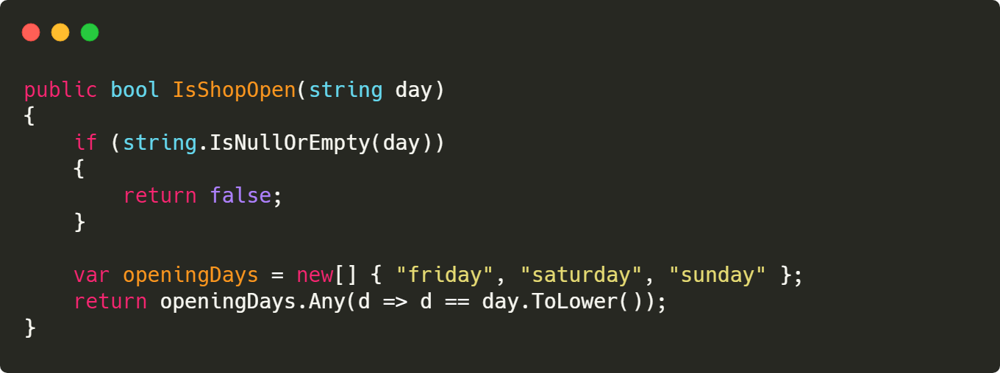 public bool IsShopOpen(string day)
{
    if (string.IsNullOrEmpty(day))
    {
        return false;
    }

    var openingDays = new[] { "friday", "saturday", "sunday" };
    return openingDays.Any(d => d == day.ToLower());
}